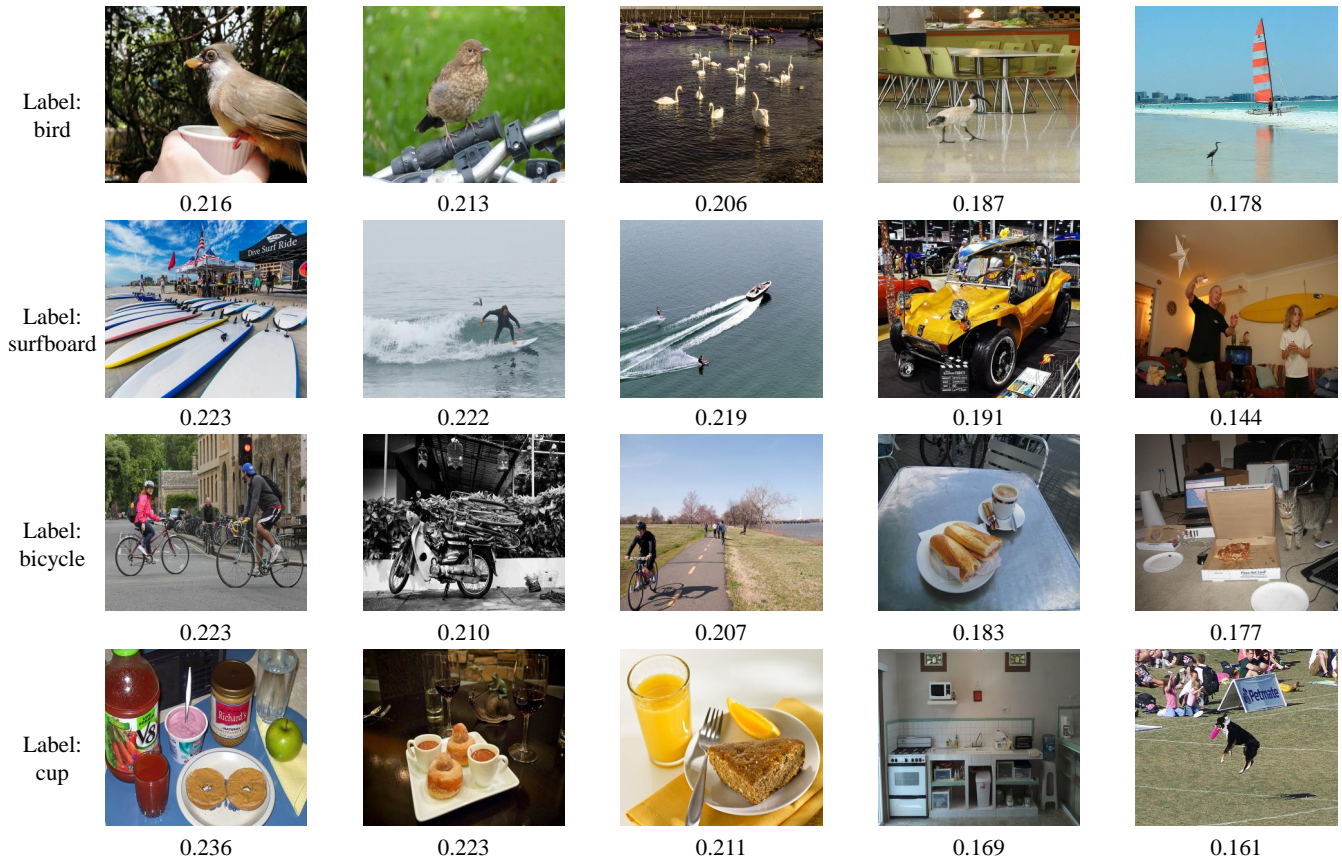 Label:
bird
0.216 0.213 0.206 0.187 0.178
Dive Surf Ride
Label:
surfboard
0.223 0.222 0.219 0.191 0.144
Label:
bicycle
0.223 0.210 0.207 0.183 0.177
V8
Richard's
Petmate
Label:
cup
0.236 0.223 0.211 0.169 0.161